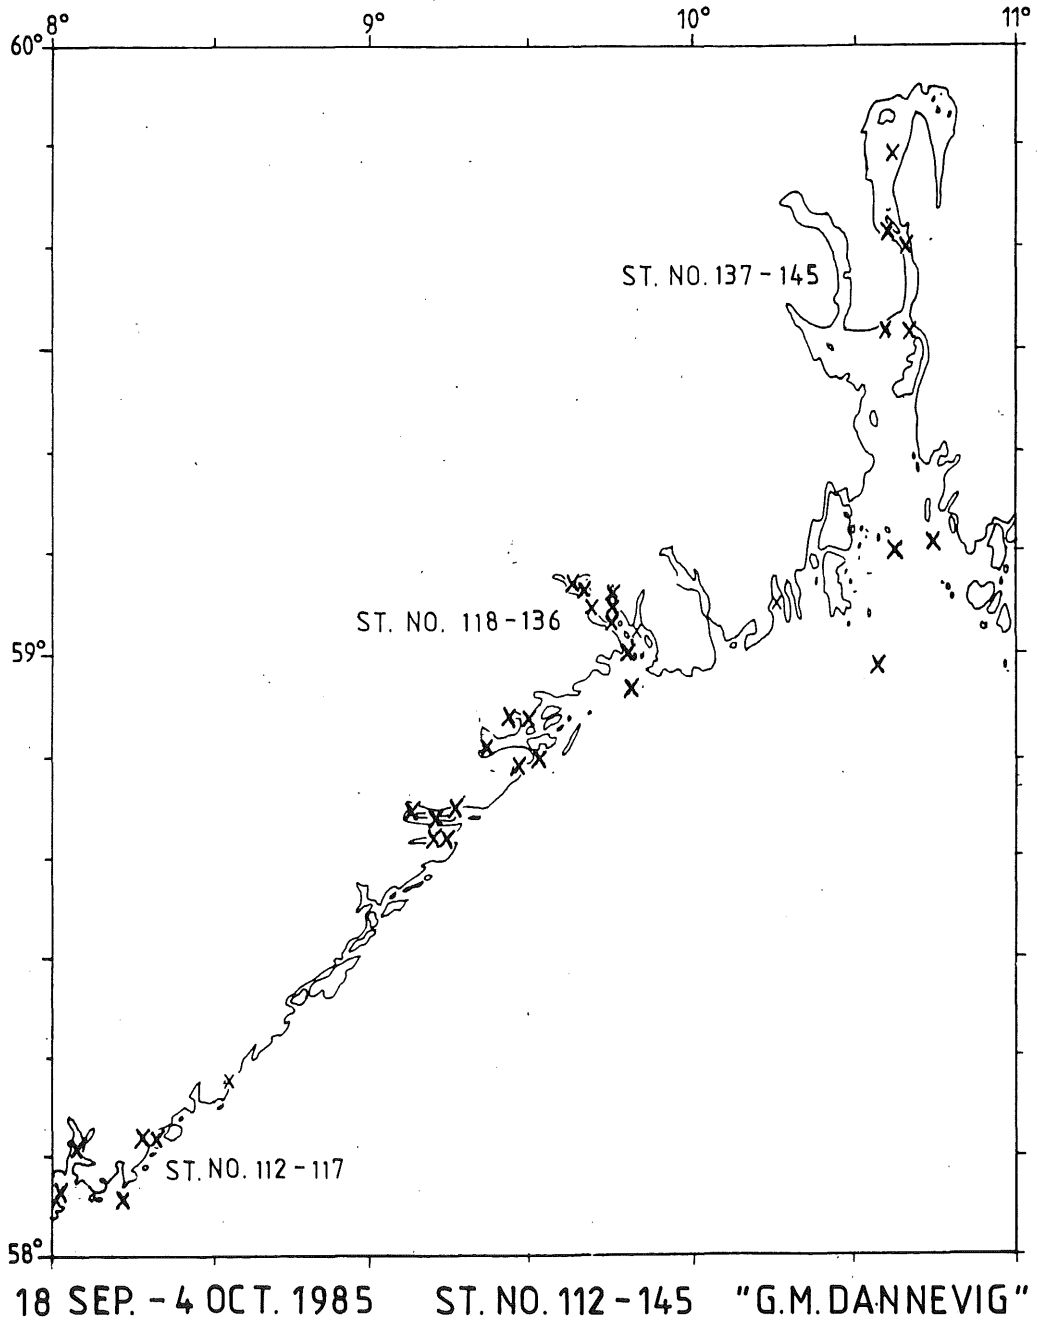 8° 9° 10° 11°
60°
ST. NO. 137-145
ST. NO. 118-136
59°
ST. NO. 112-117
58°
18 SEP. - 4 OCT. 1985 ST. NO. 112-145 "G.M. DANNEVIG"